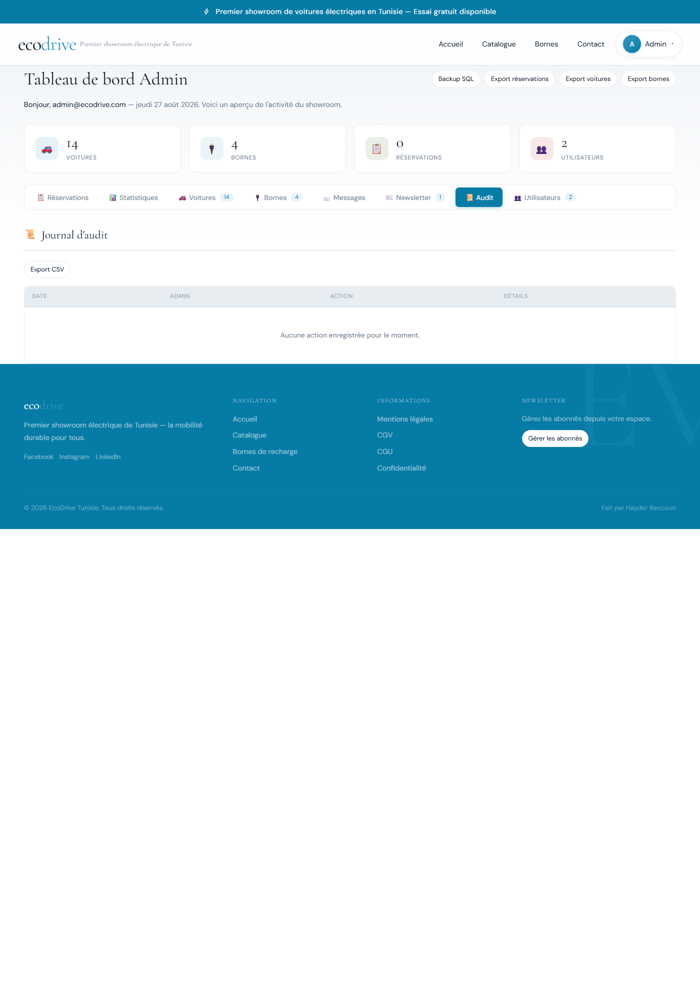 Premier showroom de voitures électriques en Tunisie — Essai gratuit disponible
ecodrive Premier showroom électrique de Tunisie
Accueil Catalogue Bornes Contact A Admin
Tableau de bord Admin
Backup SQL Export réservations Export voitures Export bornes
Bonjour, admin@ecodrive.com — jeudi 27 août 2026. Voici un aperçu de l'activité du showroom.
14
VOITURES
4
BORNES
0
RÉSERVATIONS
2
UTILISATEURS
Réservations Statistiques Voitures 14 Bornes 4 Messages Newsletter 1 Audit Utilisateurs 2
Journal d'audit
Export CSV
DATE ADMIN ACTION DÉTAILS
Aucune action enregistrée pour le moment.
EV
ecodrive
Premier showroom électrique de Tunisie — la mobilité
durable pour tous.
Facebook Instagram LinkedIn
NAVIGATION
Accueil
Catalogue
Bornes de recharge
Contact
INFORMATIONS
Mentions légales
CGV
CGU
Confidentialité
NEWSLETTER
Gérez les abonnés depuis votre espace.
Gérer les abonnés
© 2026 EcoDrive Tunisie. Tous droits réservés.
Fait par Hayder Baccouri